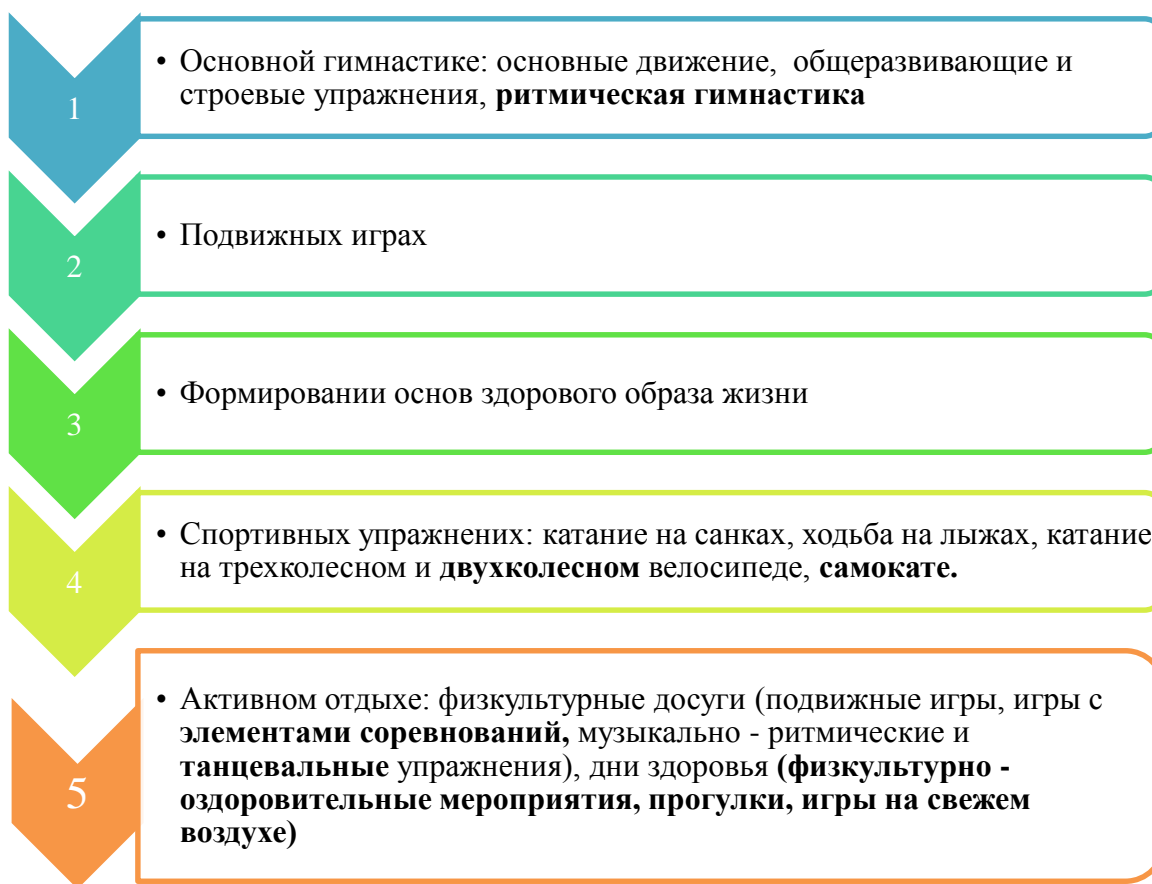 1
• Основной гимнастике: основные движение, общеразвивающие и
строевые упражнения, ритмическая гимнастика
2
• Подвижных играх
3
• Формировании основ здорового образа жизни
4
• Спортивных упражнених: катание на санках, ходьба на лыжах, катание
на трехколесном и двухколесном велосипеде, самокате.
5
• Активном отдыхе: физкультурные досуги (подвижные игры, игры с
элементами соревнований, музыкально - ритмические и
танцевальные упражнения), дни здоровья (физкультурно -
оздоровительные мероприятия, прогулки, игры на свежем
воздухе)